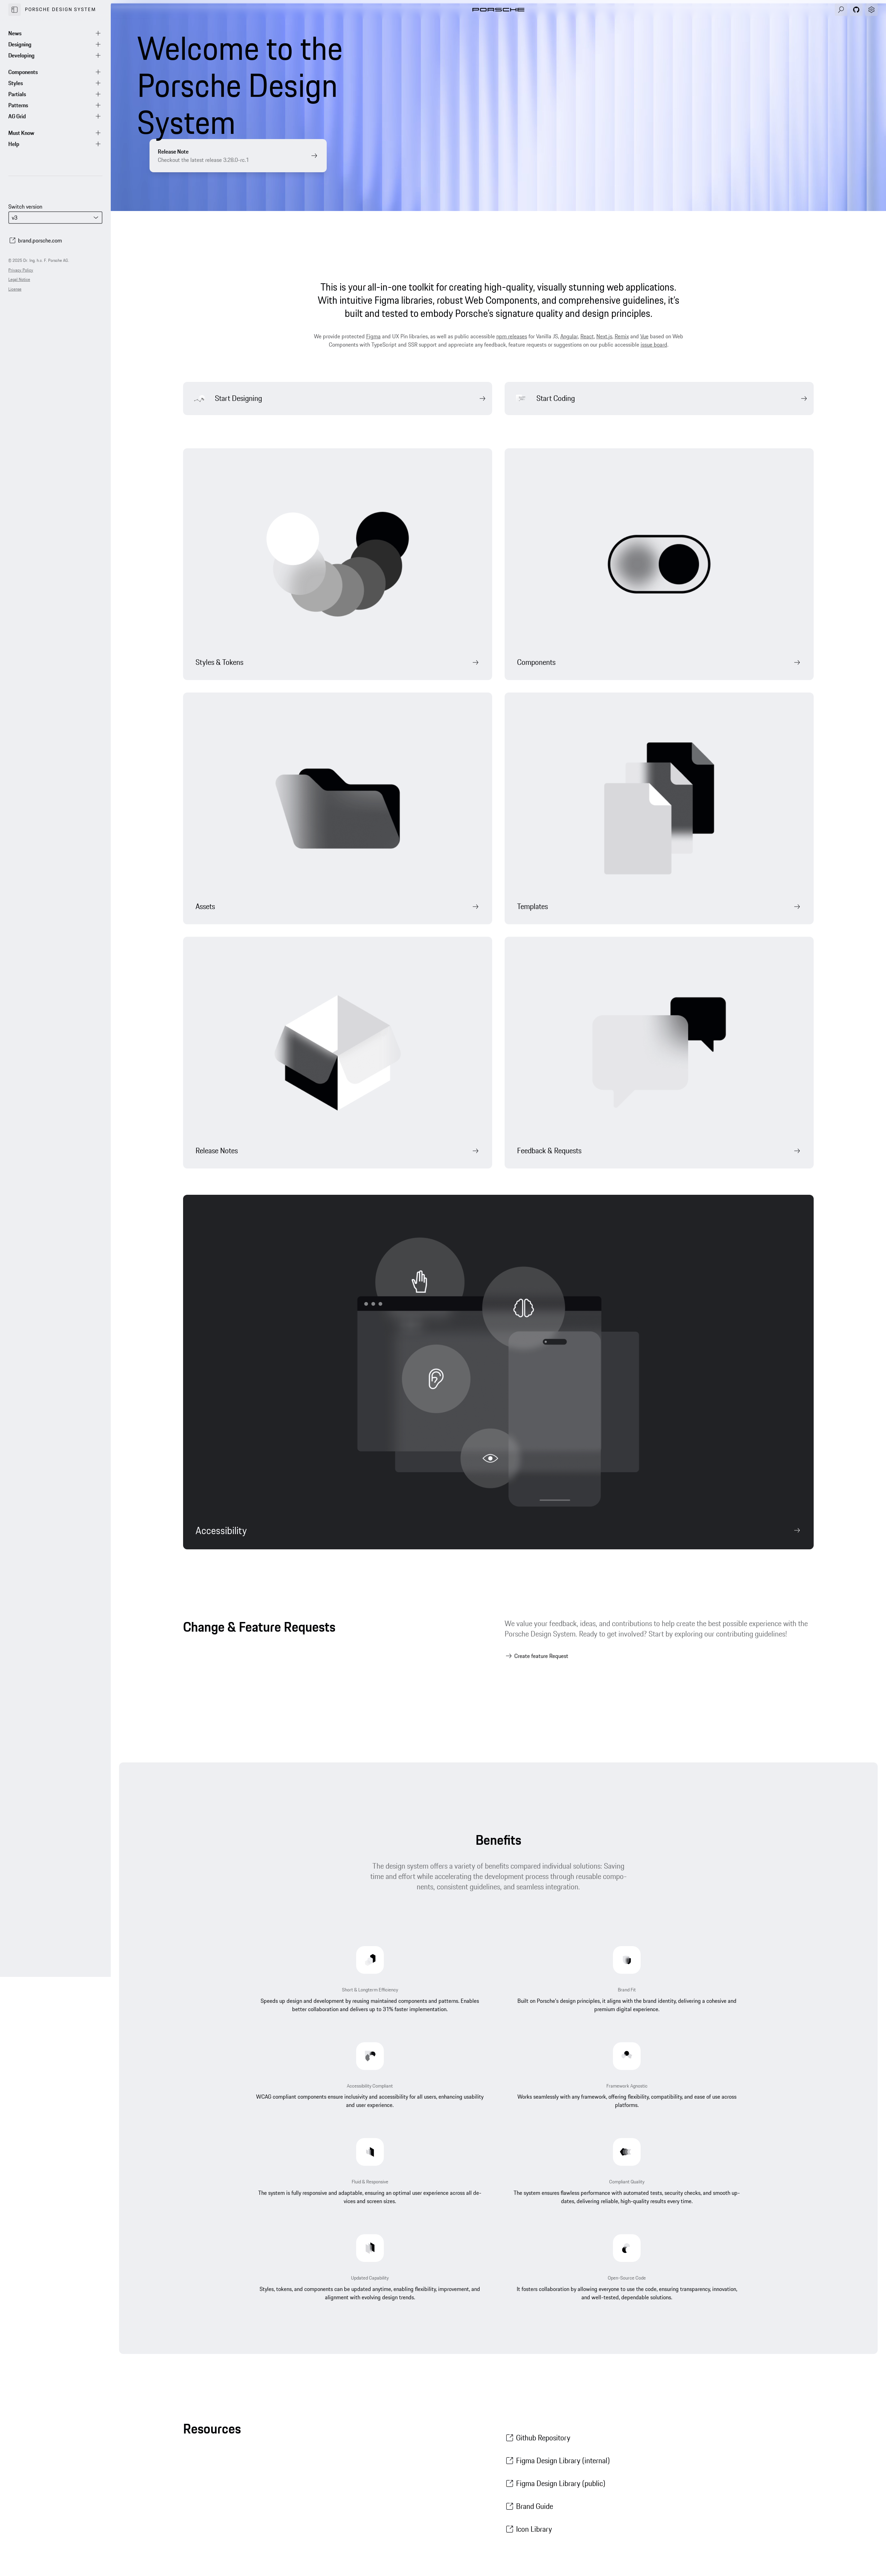 PORSCHE DESIGN SYSTEM
News
Designing
Developing
Components
Styles
Partials
Patterns
AG Grid
Must Know
Help
Switch version
v3
brand.porsche.com
© 2025 Dr. Ing. h.c. F. Porsche AG.
Privacy Policy
Legal Notice
License
PORSCHE
Welcome to the
Porsche Design
System
Release Note
Checkout the latest release 3.28.0-rc.1
This is your all-in-one toolkit for creating high-quality, visually stunning web applications.
With intuitive Figma libraries, robust Web Components, and comprehensive guidelines, it's
built and tested to embody Porsche's signature quality and design principles.
We provide protected Figma and UX Pin libraries, as well as public accessible npm releases for Vanilla JS, Angular, React, Next.js, Remix and Vue based on Web
Components with TypeScript and SSR support and appreciate any feedback, feature requests or suggestions on our public accessible issue board.
Start Designing
Start Coding
Styles & Tokens
Components
Assets
Templates
Release Notes
Feedback & Requests
Accessibility
Change & Feature Requests
We value your feedback, ideas, and contributions to help create the best possible experience with the
Porsche Design System. Ready to get involved? Start by exploring our contributing guidelines!
Create feature Request
Benefits
The design system offers a variety of benefits compared individual solutions: Saving
time and effort while accelerating the development process through reusable compo-
nents, consistent guidelines, and seamless integration.
Short & Longterm Efficiency
Speeds up design and development by reusing maintained components and patterns. Enables
better collaboration and delivers up to 31% faster implementation.
Brand Fit
Built on Porsche's design principles, it aligns with the brand identity, delivering a cohesive and
premium digital experience.
Accessibility Compliant
WCAG compliant components ensure inclusivity and accessibility for all users, enhancing usability
and user experience.
Framework Agnostic
Works seamlessly with any framework, offering flexibility, compatibility, and ease of use across
platforms.
Fluid & Responsive
The system is fully responsive and adaptable, ensuring an optimal user experience across all de-
vices and screen sizes.
Compliant Quality
The system ensures flawless performance with automated tests, security checks, and smooth up-
dates, delivering reliable, high-quality results every time.
Updated Capability
Styles, tokens, and components can be updated anytime, enabling flexibility, improvement, and
alignment with evolving design trends.
Open-Source Code
It fosters collaboration by allowing everyone to use the code, ensuring transparency, innovation,
and well-tested, dependable solutions.
Resources
Github Repository
Figma Design Library (internal)
Figma Design Library (public)
Brand Guide
Icon Library